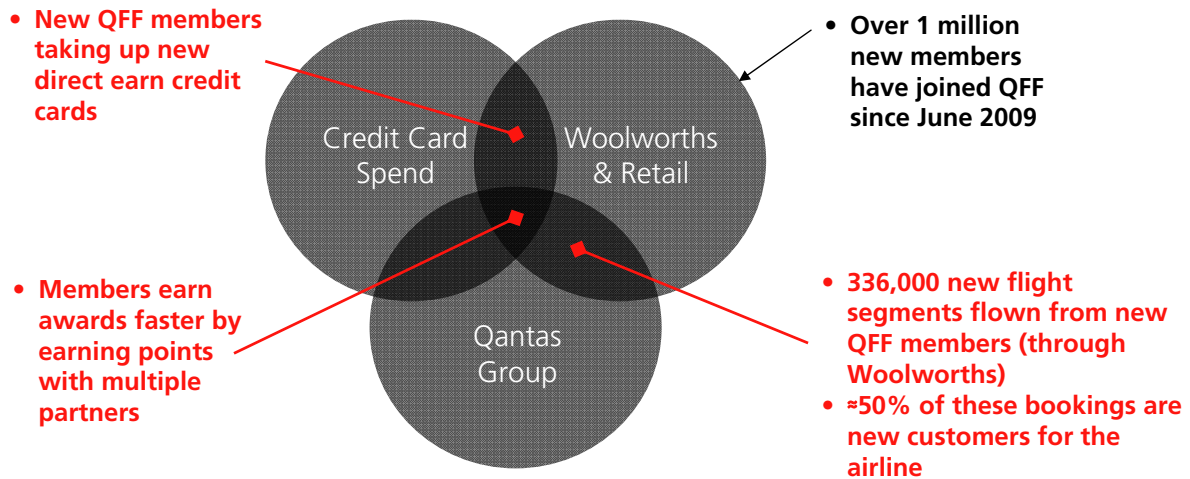 • New QFF members
taking up new
direct earn credit
cards
Credit Card
Spend
Woolworths
& Retail
• Over 1 million
new members
have joined QFF
since June 2009
• Members earn
awards faster by
earning points
with multiple
partners
Qantas
Group
• 336,000 new flight
segments flown from new
QFF members (through
Woolworths)
• ≈50% of these bookings are
new customers for the
airline